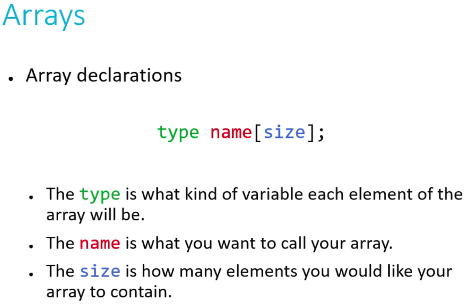 Arrays
• Array declarations
type name[size];
• The type is what kind of variable each element of the
array will be.
• The name is what you want to call your array.
• The size is how many elements you would like your
array to contain.